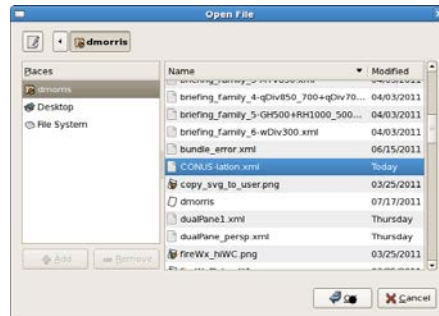 Open File
dmorris
Places
Name
Modified
dmorris
Desktop
File System
briefing_family_4-qDiv850_700+qDiv70... 04/03/2011
briefing_family_5-GH500+RH1000_500... 04/03/2011
briefing_family_6-wDiv300.xml 04/03/2011
bundle_error.xml 06/15/2011
CONUS-lation.xml Today
copy_svg_to_user.png 03/25/2011
dmorris 07/17/2011
dualPane1.xml Thursday
dualPane_persp.xml Thursday
fireWx_hiWC.png 03/25/2011
Add
Remove
Cancel